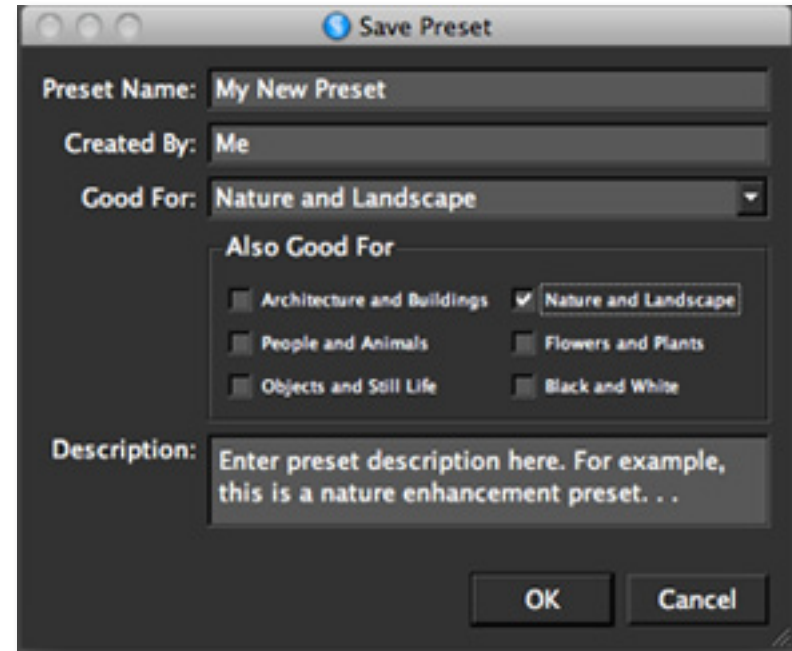 Save Preset
Preset Name: My New Preset
Created By: Me
Good For: Nature and Landscape
Also Good For
Architecture and Buildings Nature and Landscape
People and Animals Flowers and Plants
Objects and Still Life Black and White
Description: Enter preset description here. For example,
this is a nature enhancement preset. . .
OK Cancel